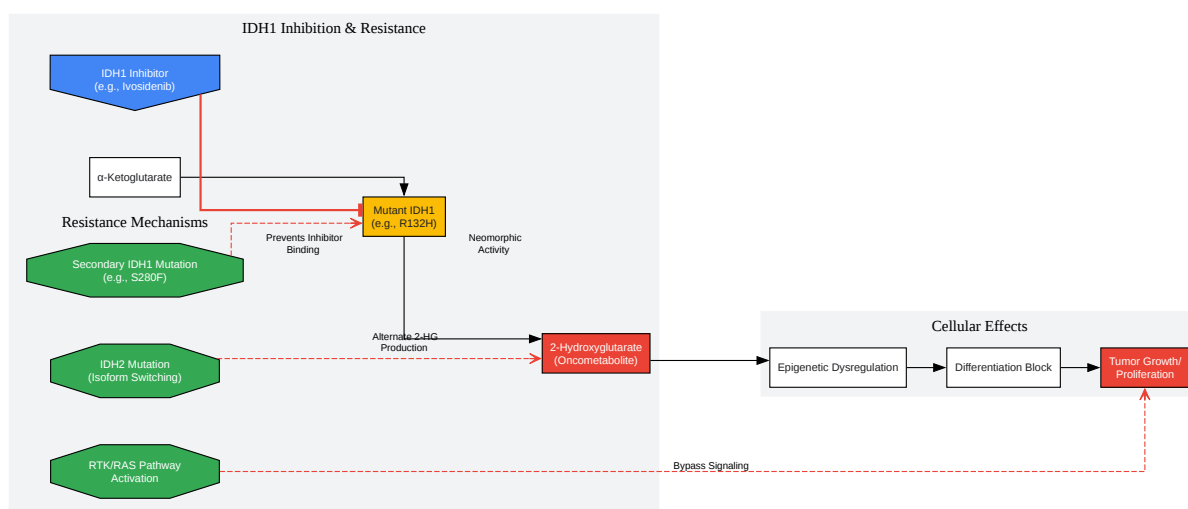 IDH1 Inhibition & Resistance
IDH1 Inhibitor
(e.g., Ivosidenib)
α-Ketoglutarate
Mutant IDH1
(e.g., R132H)
Resistance Mechanisms
Prevents Inhibitor
Binding
Neomorphic
Activity
Secondary IDH1 Mutation
(e.g., S280F)
Alternate 2-HG
Production
2-Hydroxyglutarate
(Oncometabolite)
IDH2 Mutation
(Isoform Switching)
Cellular Effects
Epigenetic Dysregulation
Differentiation Block
Tumor Growth/
Proliferation
RTK/RAS Pathway
Activation
Bypass Signaling